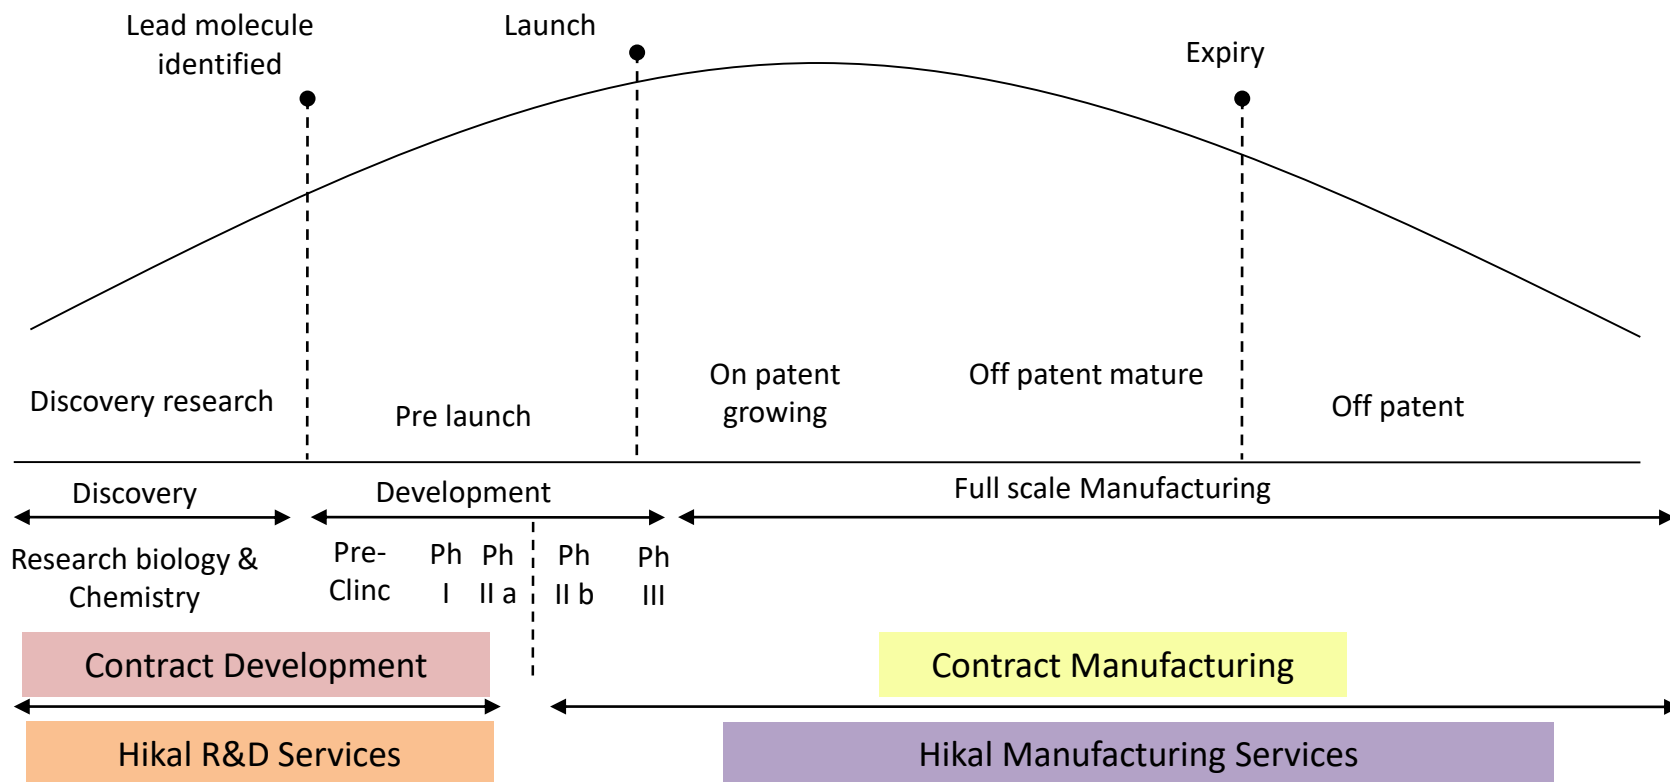 Lead molecule
identified
Launch
Expiry
Discovery research
Pre launch
On patent
growing
Off patent mature
Off patent
Discovery
Development
Full scale Manufacturing
Research biology &
Chemistry
Pre-
Clinc
Ph
I
Ph
II a
Ph
II b
Ph
III
Contract Development
Contract Manufacturing
Hikal R&D Services
Hikal Manufacturing Services